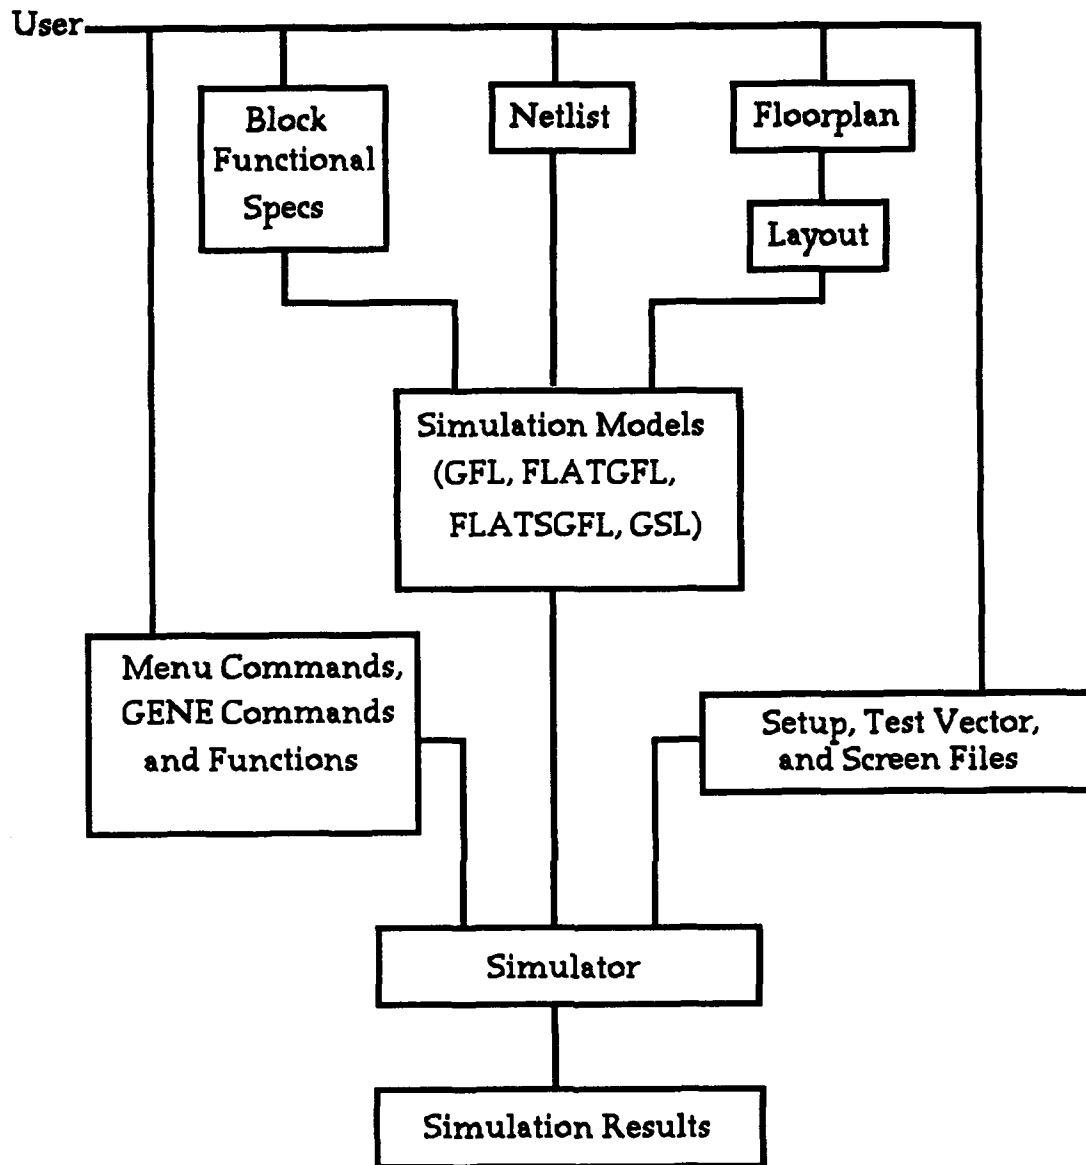 User
Block
Functional
Specs
Netlist
Floorplan
Layout
Simulation Models
(GFL, FLATGFL,
FLATSGFL, GSL)
Menu Commands,
GENE Commands
and Functions
Setup, Test Vector,
and Screen Files
Simulator
Simulation Results